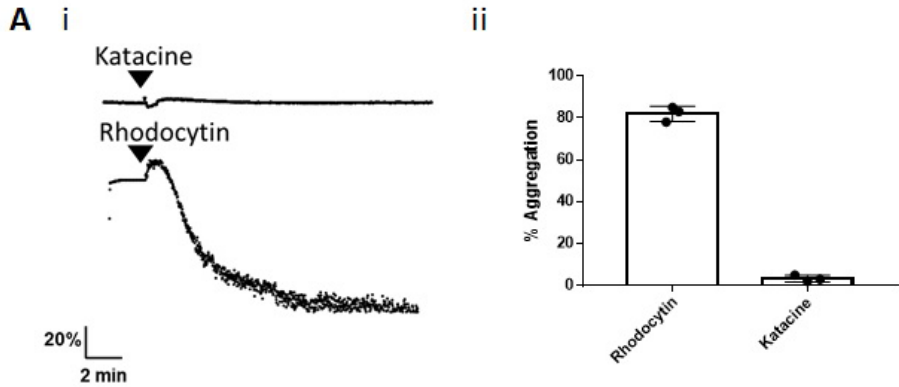 A i
Katacine
Rhodocytin
20%
2 min
ii
% Aggregation
100
80
60
40
20
0
Rhodocytin
Katacine